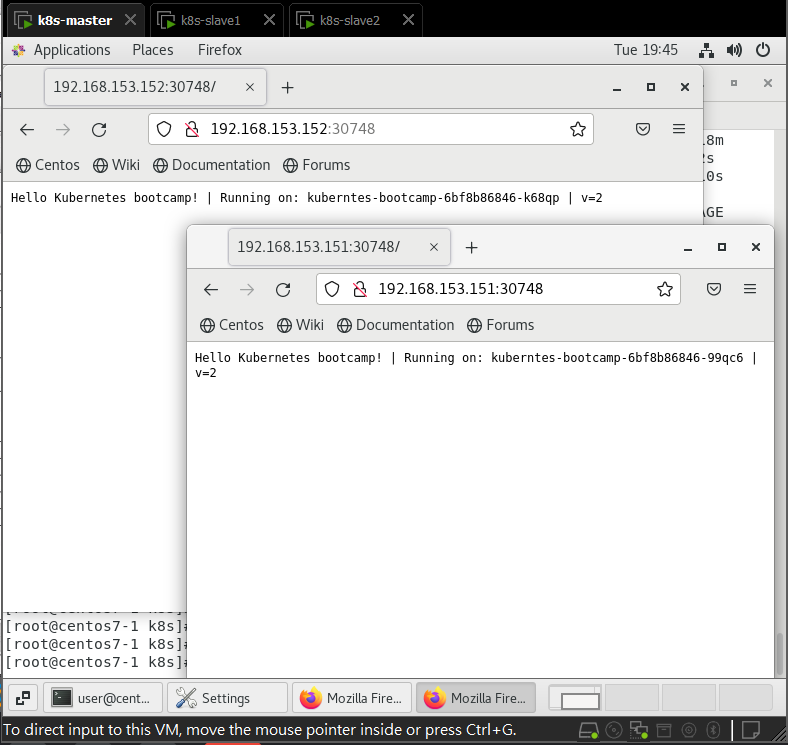 k8s-master k8s-slave1 k8s-slave2
Applications Places Firefox Tue 19:45
192.168.153.152:30748/
192.168.153.152:30748
Centos Wiki Documentation Forums
Hello Kubernetes bootcamp! | Running on: kuberntes-bootcamp-6bf8b86846-k68qp | v=2
192.168.153.151:30748/
192.168.153.151:30748
Centos Wiki Documentation Forums
Hello Kubernetes bootcamp! | Running on: kuberntes-bootcamp-6bf8b86846-99qc6 |
v=2
[root@centos7-1 k8s]#
[root@centos7-1 k8s]#
[root@centos7-1 k8s]#
user@cent... Settings Mozilla Fire... Mozilla Fire...
To direct input to this VM, move the mouse pointer inside or press Ctrl+G.